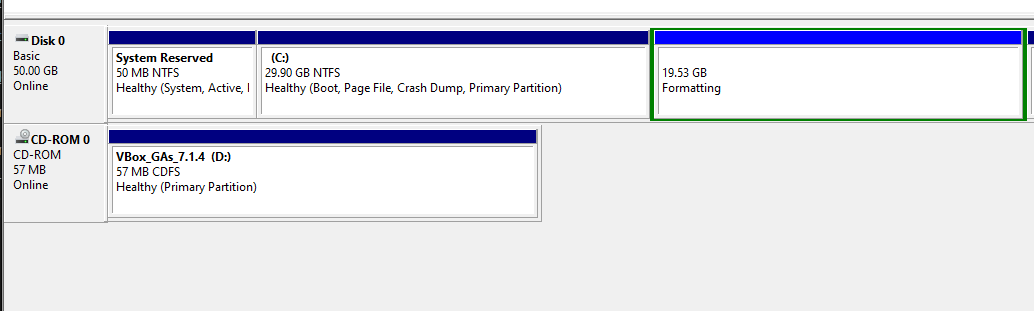 Disk 0
Basic
50.00 GB
Online
System Reserved
50 MB NTFS
Healthy (System, Active, I
(C:)
29.90 GB NTFS
Healthy (Boot, Page File, Crash Dump, Primary Partition)
19.53 GB
Formatting
CD-ROM 0
CD-ROM
57 MB
Online
VBox_GAs_7.1.4 (D:)
57 MB CDFS
Healthy (Primary Partition)